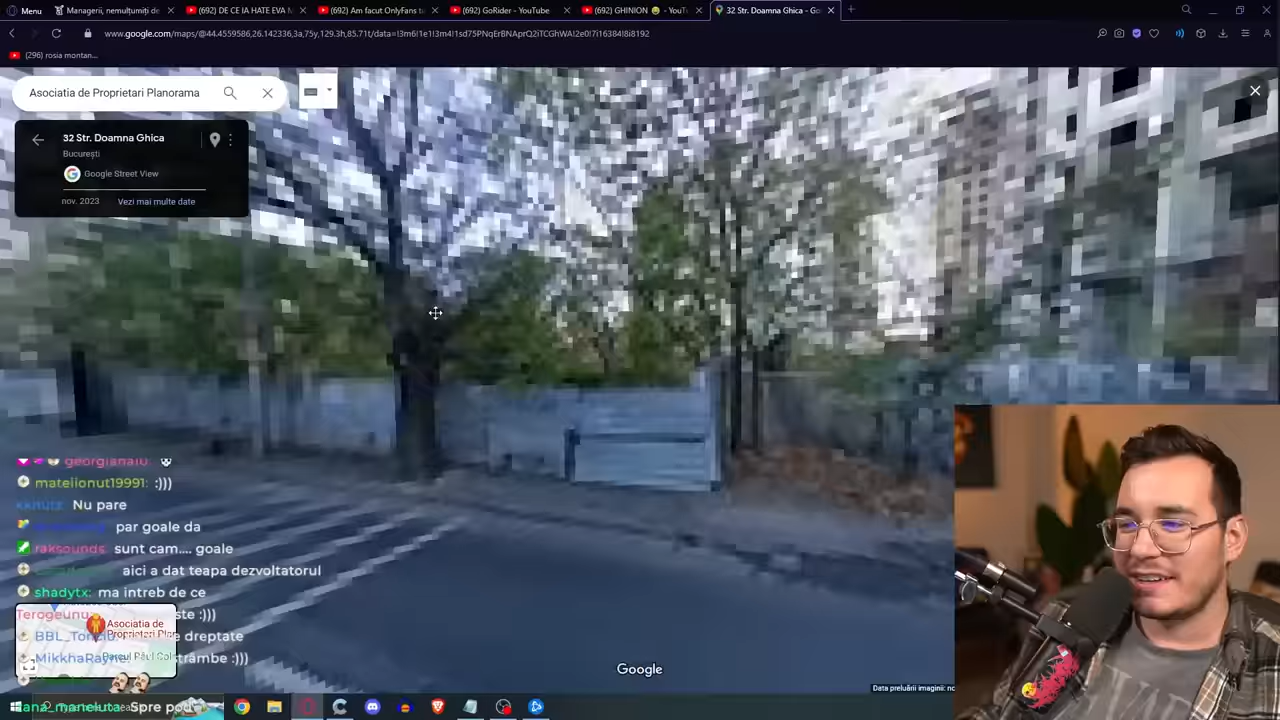 Menu
Managerii, nemulțumiți de
(692) DE CE IA HATE EVA M
(692) Am facut OnlyFans
(692) GoRider - YouTube
(692) GHINION
32 Str. Doamna Ghica - Go
www.google.com/maps/@44.4559586,26.142336,3a,75y,129.3h,85.71t/data=!3m6!1e1!3m4!1sd75PNqErBNAprQ2iTCGhWA!2e0!7i16384!8i8192
(296) rosia montan...
Asociatia de Proprietari Planorama
32 Str. Doamna Ghica
București
Google Street View
nov. 2023
Vezi mai multe date
mateiionut19991: :)))
Nu pare
par goale da
raksounds: sunt cam.... goale
aici a dat teapa dezvoltatorul
shadytx: ma intreb de ce
:)))
dreptate
strâmbe :)))
Asociatia de
Spre
Google
Data preluării imaginii: